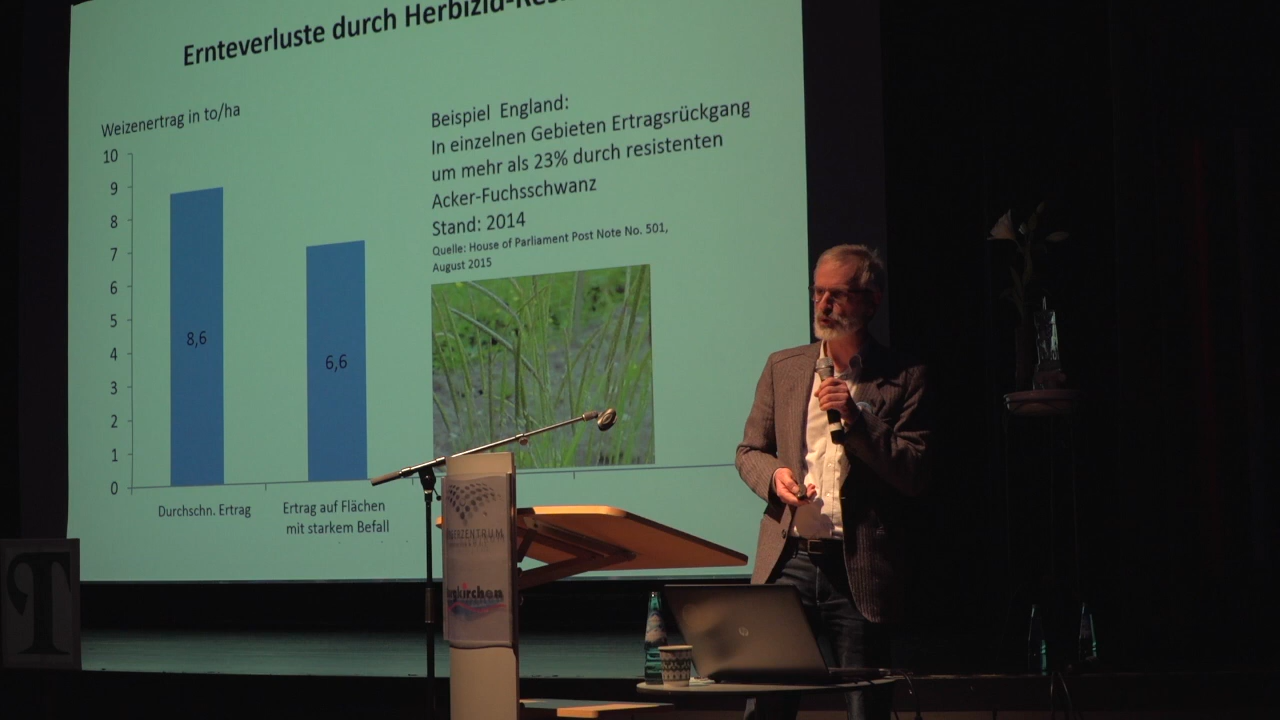 Ernteverluste durch Herbizid-Res
Weizenertrag in to/ha
10
9
8
7
6
5
4
3
2
1
0
8,6
6,6
Durchschn. Ertrag
Ertrag auf Flächen
mit starkem Befall
Beispiel England:
In einzelnen Gebieten Ertragsrückgang
um mehr als 23% durch resistenten
Acker-Fuchsschwanz
Stand: 2014
Quelle: House of Parliament Post Note No. 501,
August 2015
T
hp